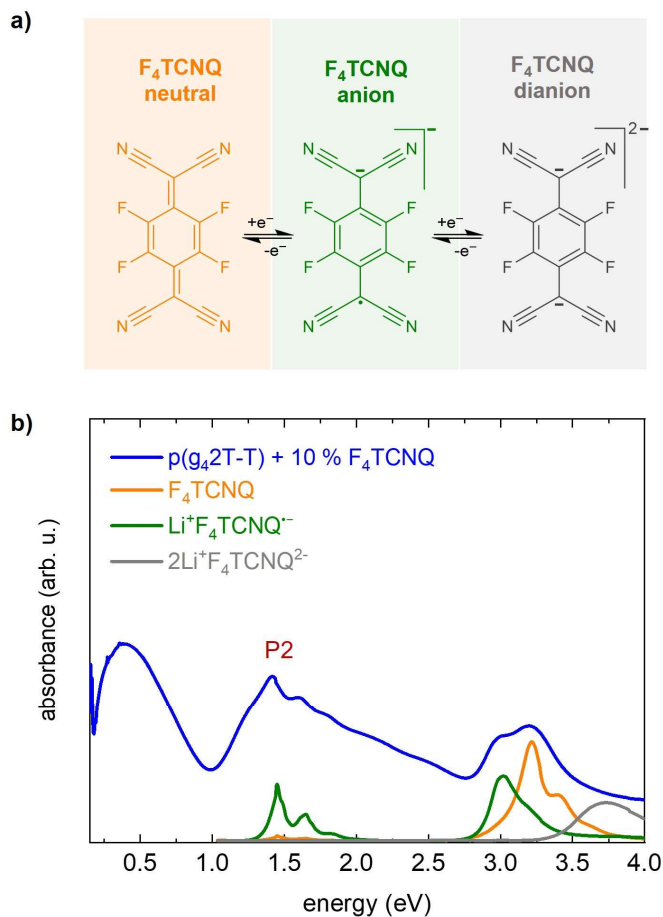 a)
F₄TCNQ neutral
F₄TCNQ anion
F₄TCNQ dianion
N N N N F F F F
+e⁻
-e⁻
N N N N F F F F −
+e⁻
-e⁻
N N N N F F F F 2−
b)
p(g₄2T-T) + 10 % F₄TCNQ
F₄TCNQ
Li⁺F₄TCNQ•⁻
2Li⁺F₄TCNQ²⁻
P2
absorbance (arb. u.)
0.5 1.0 1.5 2.0 2.5 3.0 3.5 4.0
energy (eV)